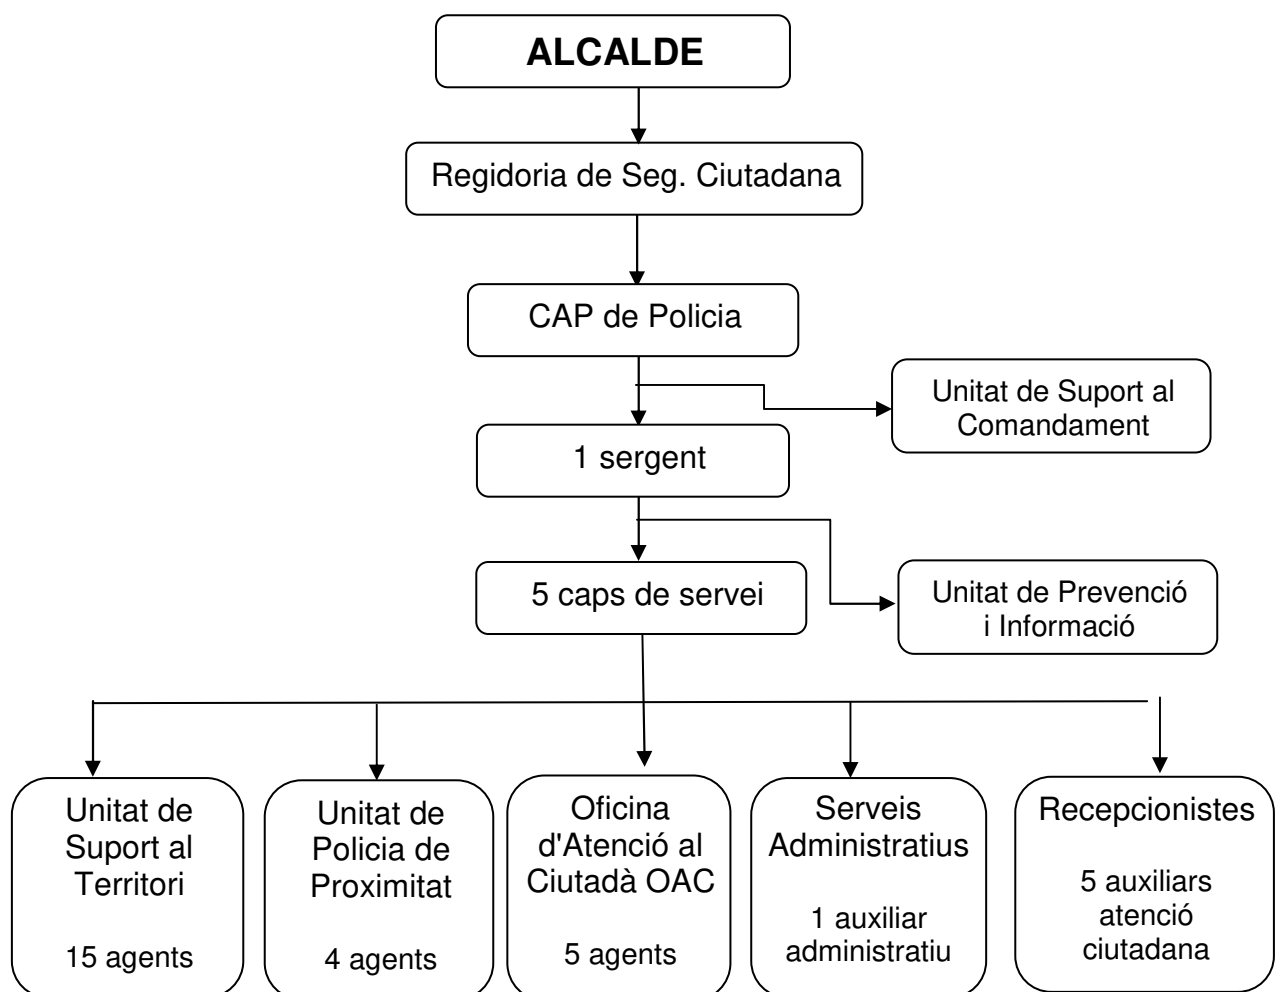 ALCALDE
Regidoria de Seg. Ciutadana
CAP de Policia
Unitat de Suport al
Comandament
1 sergent
5 caps de servei
Unitat de Prevenció
i Informació
Unitat de
Suport al
Territori
15 agents
Unitat de
Policia de
Proximitat
4 agents
Oficina
d'Atenció al
Ciutadà OAC
5 agents
Serveis
Administratius
1 auxiliar
administratiu
Recepcionistes
5 auxiliars
atenció
ciutadana